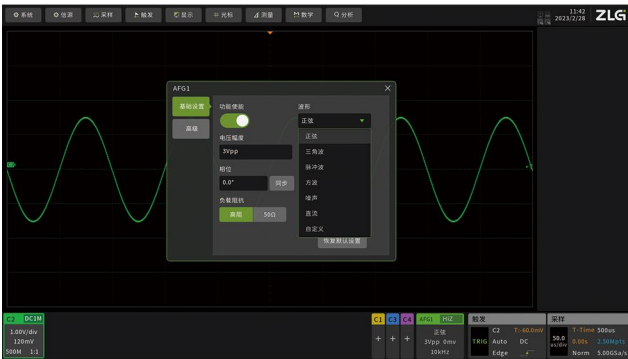 系统 信源 采样 触发 显示 光标 测量 数学 分析
11:42
2023/2/28
ZLG
AFG1
基础设置 功能使能 波形
正弦
高级 正弦
电压幅度
3Vpp 三角波
脉冲波
相位
0.0° 同步 方波
噪声
负载阻抗
高阻 50Ω 直流
自定义
恢复默认设置
C2 DC1M
1.00V/div
120mV
500M 1:1
C1 C3 C4
+ + +
AFG1 HIZ
正弦
3Vpp 0mv
10kHz
触发
TRIG
C2 T:-60.0mV
Auto DC
Edge
采样
50.0
us/div
T-Time 500us
0.00s 2.50Mpts
Norm 5.00GSa/s